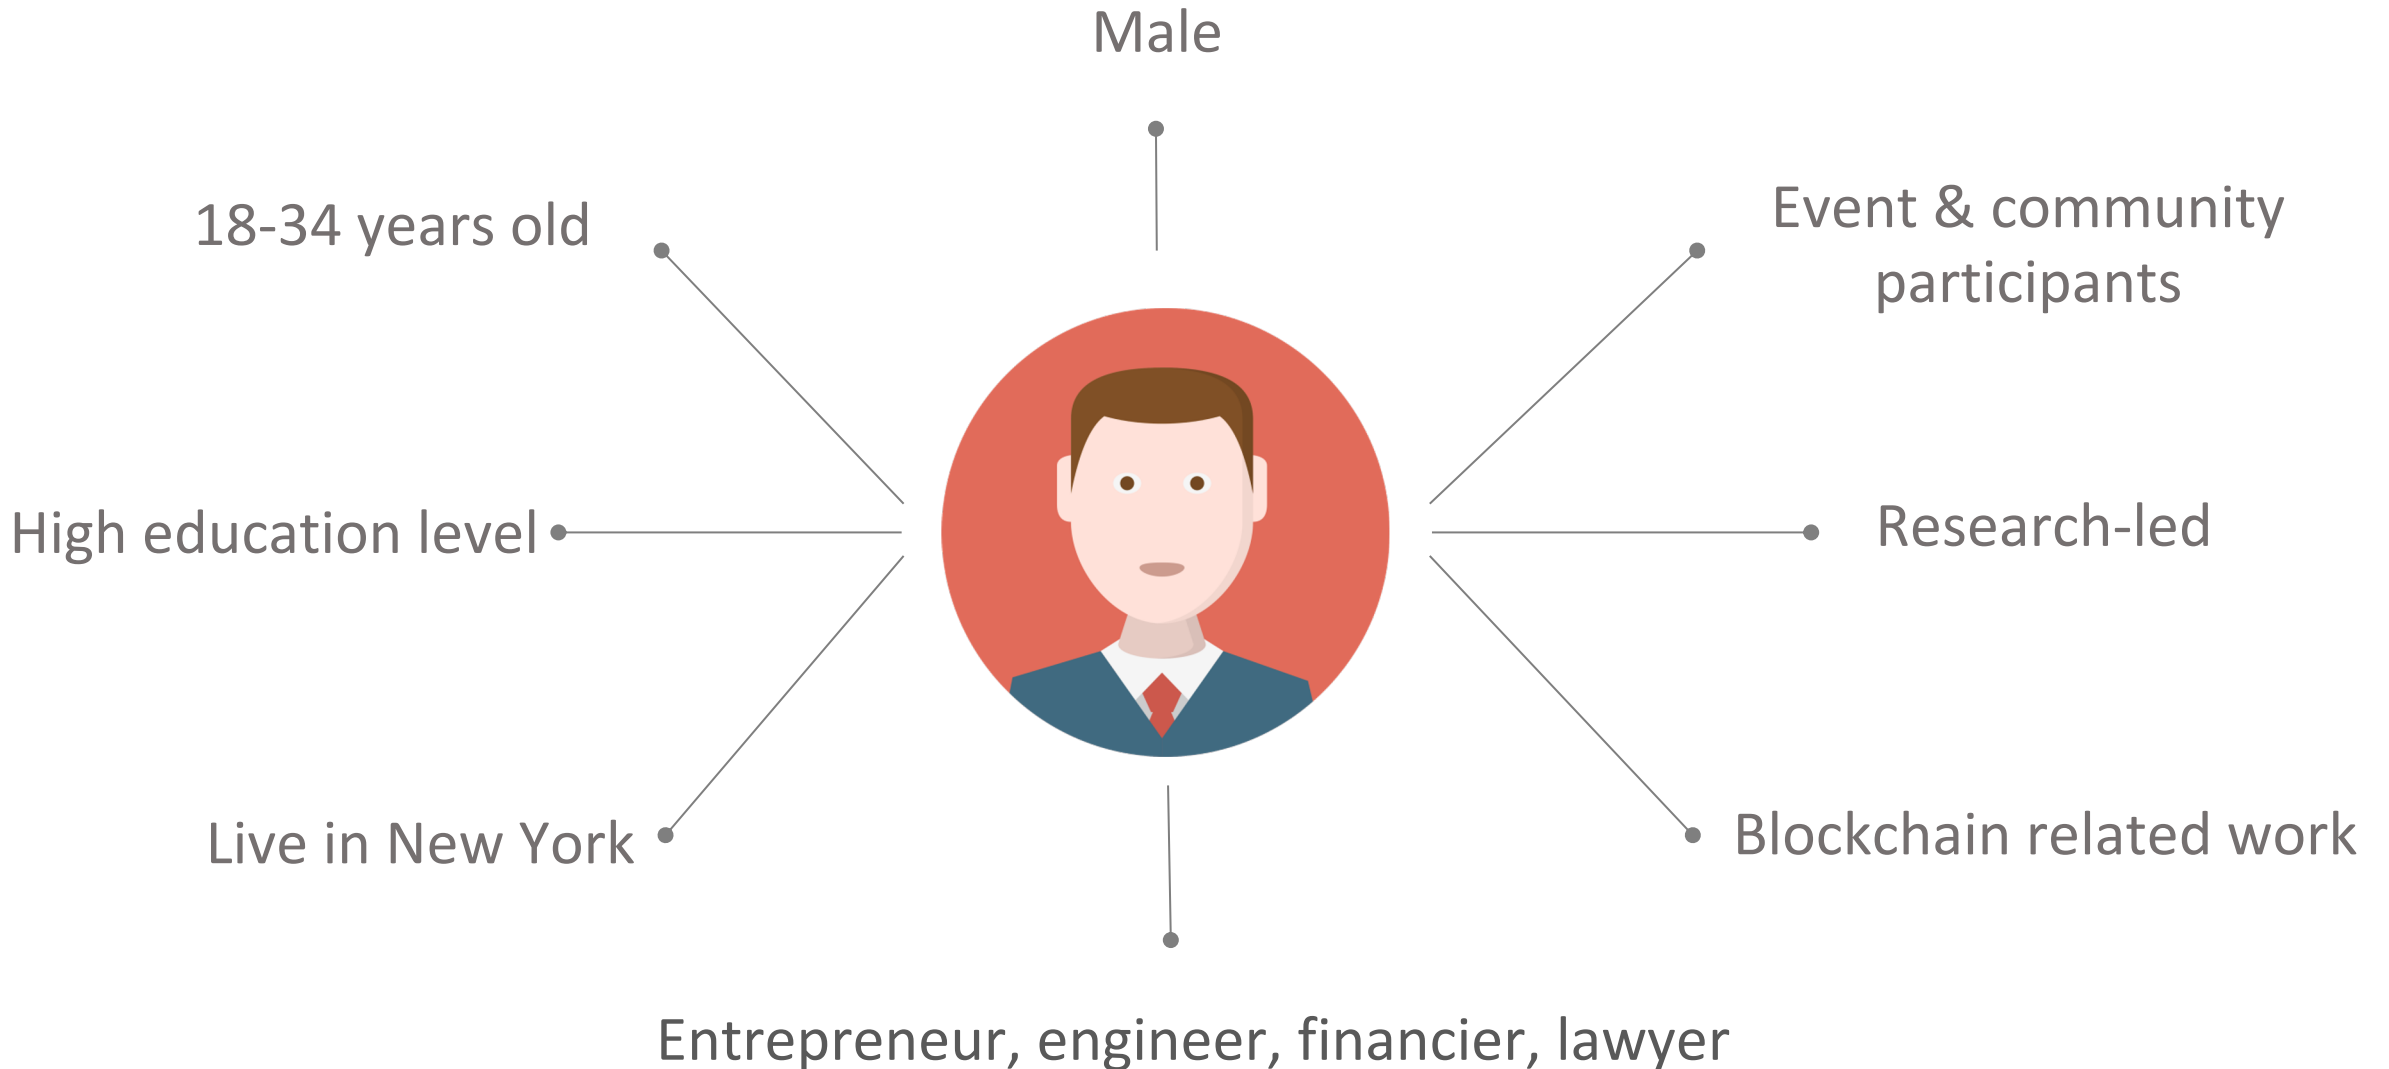 Male
18-34 years old
Event & community
participants
High education level
Research-led
Live in New York
Blockchain related work
Entrepreneur, engineer, financier, lawyer